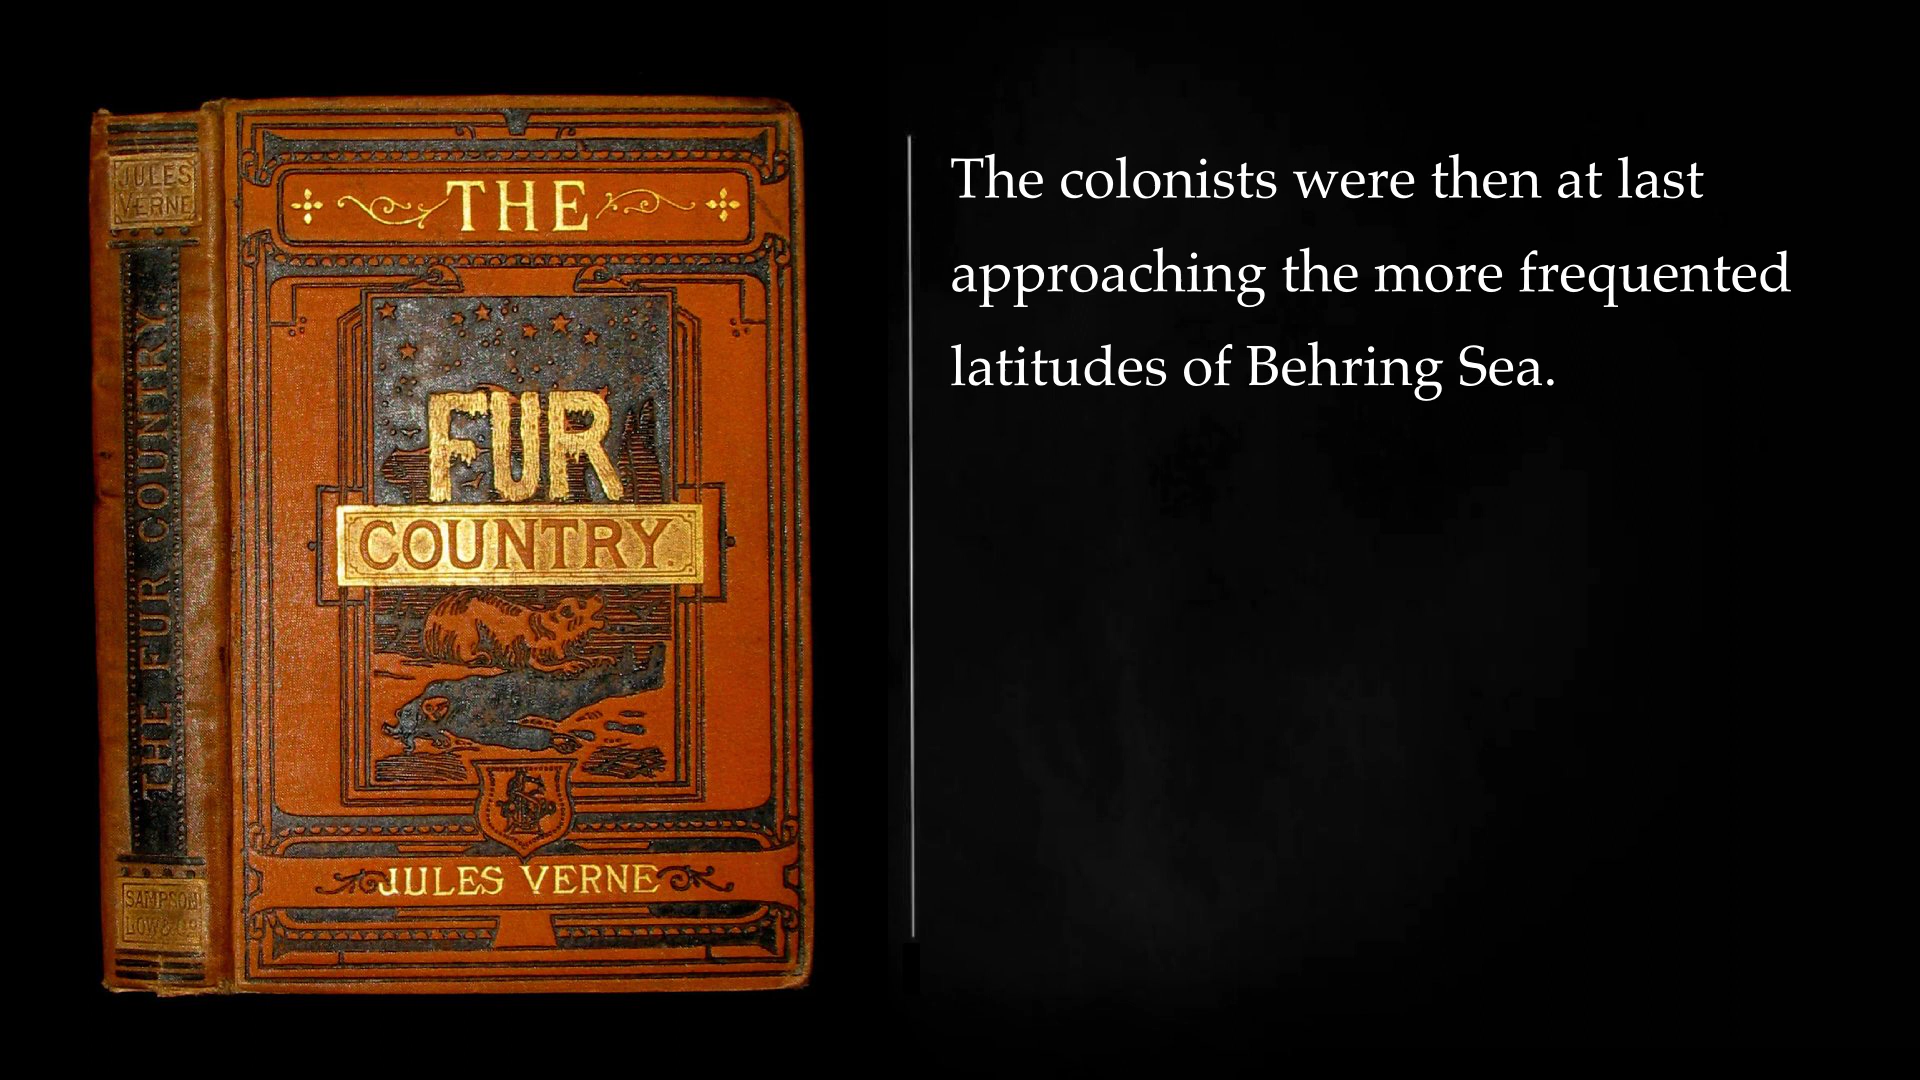 JULES
VERNE
THE FUR COUNTRY.
SAMPSON
LOW & Co
THE
FUR
COUNTRY.
JULES VERNE
The colonists were then at last
approaching the more frequented
latitudes of Behring Sea.